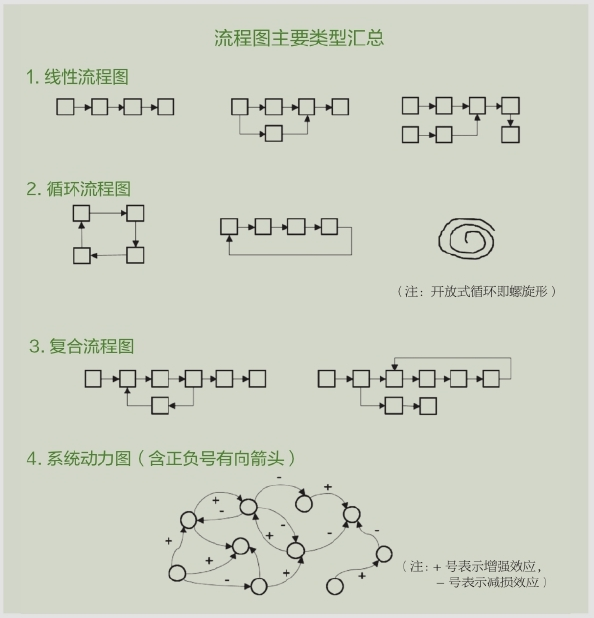 流程图主要类型汇总
1. 线性流程图
2. 循环流程图
（注：开放式循环即螺旋形）
3. 复合流程图
4. 系统动力图（含正负号有向箭头）
-
+
+
-
+
-
+
-
-
+
+
-
+
+
（注：+ 号表示增强效应，
－ 号表示减损效应）